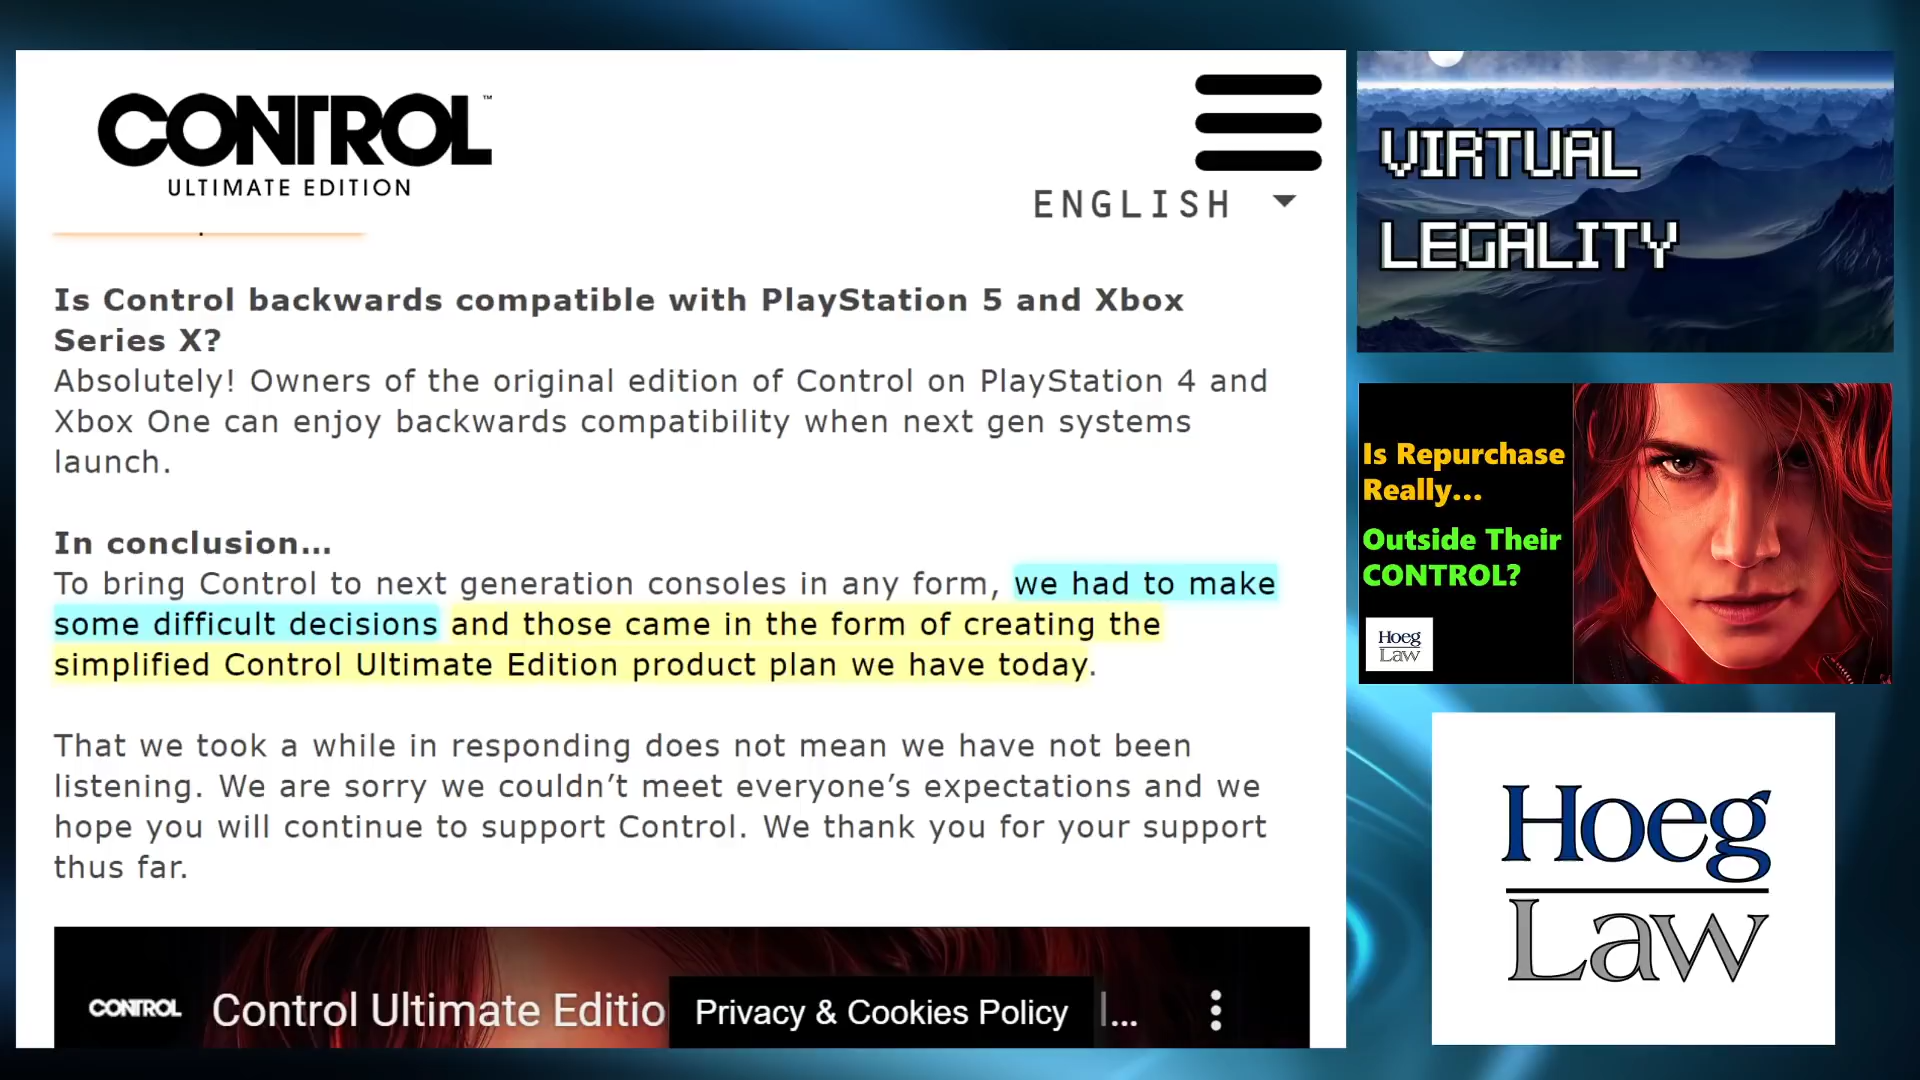 CONTROL™
ULTIMATE EDITION
ENGLISH
Is Control backwards compatible with PlayStation 5 and Xbox
Series X?
Absolutely! Owners of the original edition of Control on PlayStation 4 and
Xbox One can enjoy backwards compatibility when next gen systems
launch.
In conclusion...
To bring Control to next generation consoles in any form, we had to make
some difficult decisions and those came in the form of creating the
simplified Control Ultimate Edition product plan we have today.
That we took a while in responding does not mean we have not been
listening. We are sorry we couldn’t meet everyone’s expectations and we
hope you will continue to support Control. We thank you for your support
thus far.
CONTROL
Control Ultimate Editio
Privacy & Cookies Policy
...
VIRTUAL
LEGALITY
Is Repurchase
Really...
Outside Their
CONTROL?
Hoeg
Law
Hoeg
Law